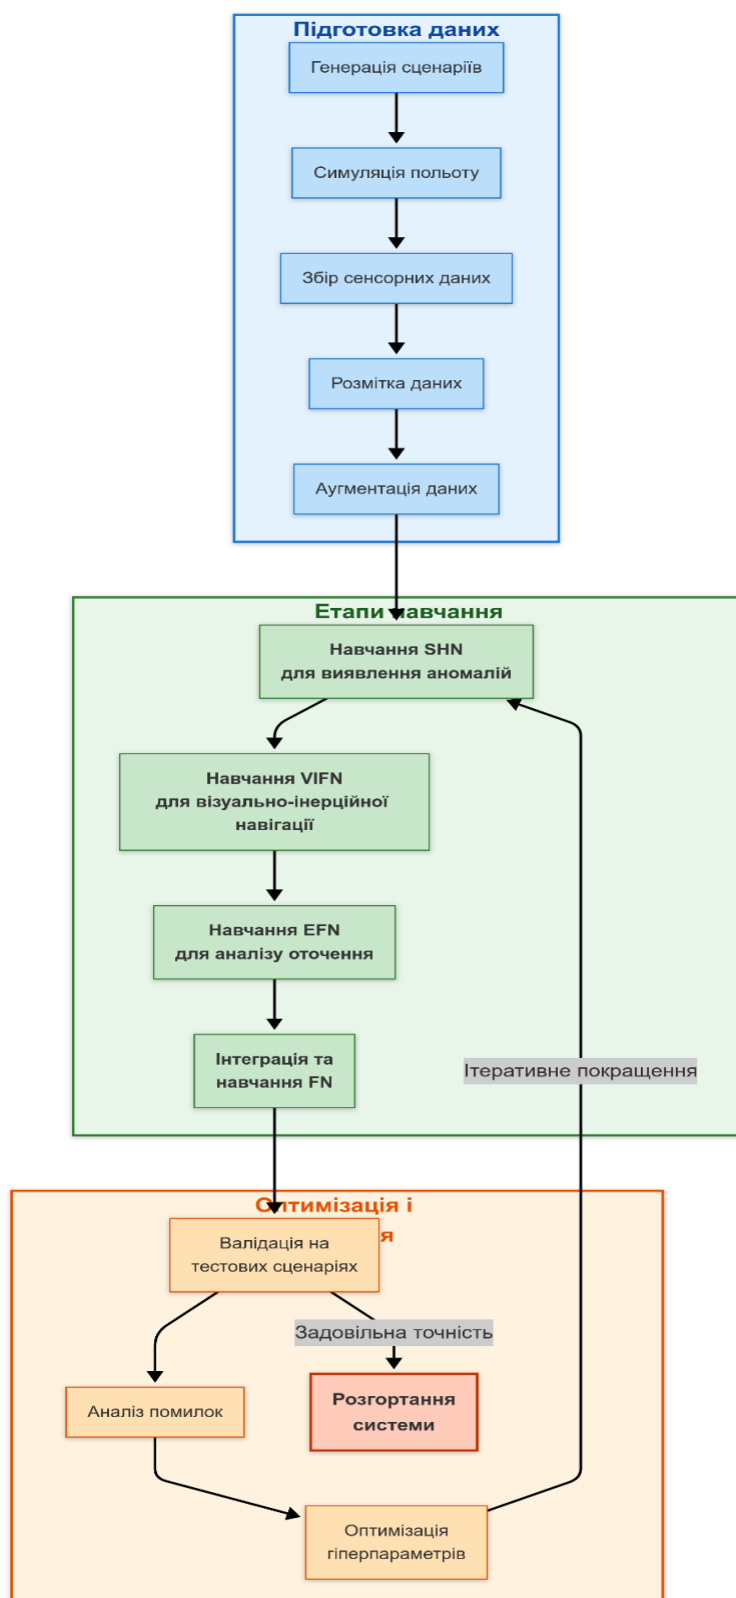 Підготовка даних
Генерація сценаріїв
Симуляція польоту
Збір сенсорних даних
Розмітка даних
Аугментація даних
Етапи навчання
Навчання SHN
для виявлення аномалій
Навчання VIFN
для візуально-інерційної
навігації
Навчання EFN
для аналізу оточення
Інтеграція та
навчання FN
Ітеративне покращення
Оптимізація і
Валідація на
тестових сценаріях
Задовільна точність
Аналіз помилок
Розгортання
системи
Оптимізація
гіперпараметрів